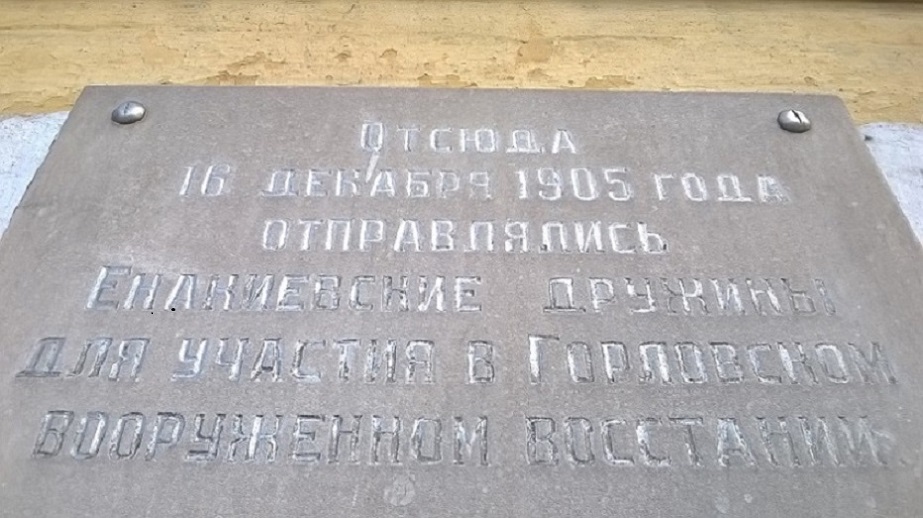 Отсюда
16 декабря 1905 года
отправлялись
Енакиевские дружины
для участия в Горловском
вооруженном восстании.